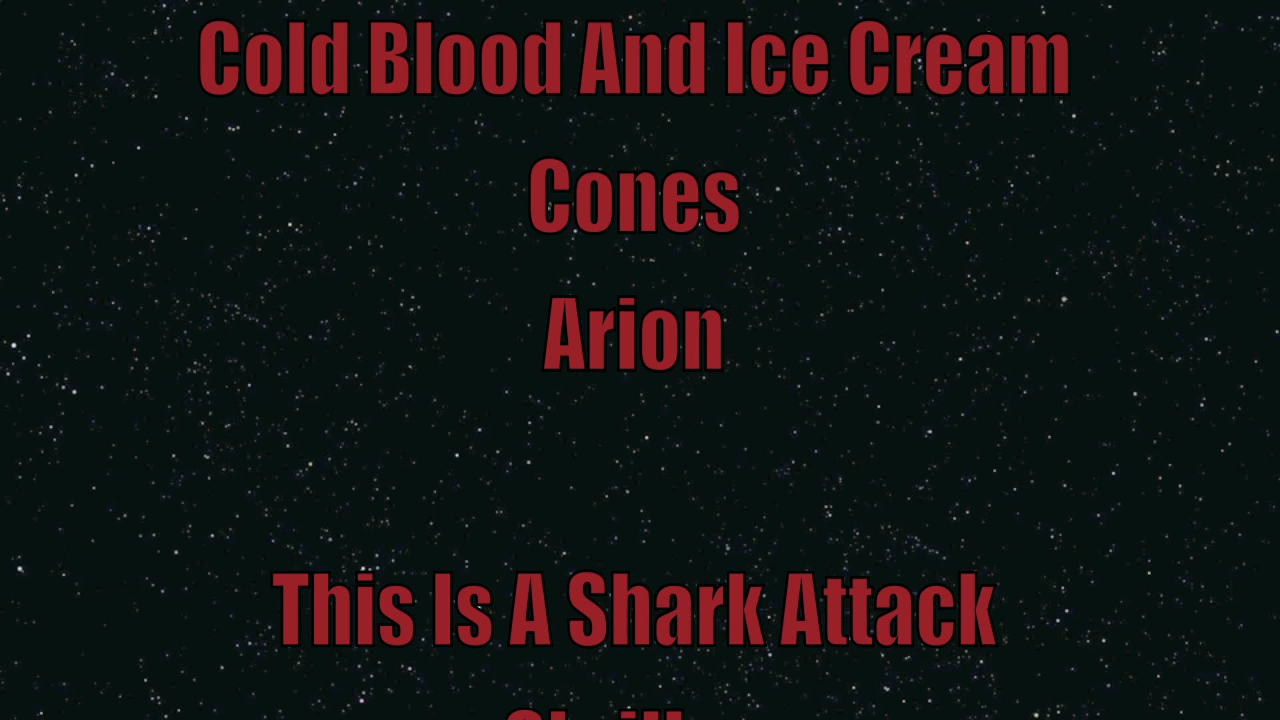 Cold Blood And Ice Cream
Cones
Arion
This Is A Shark Attack